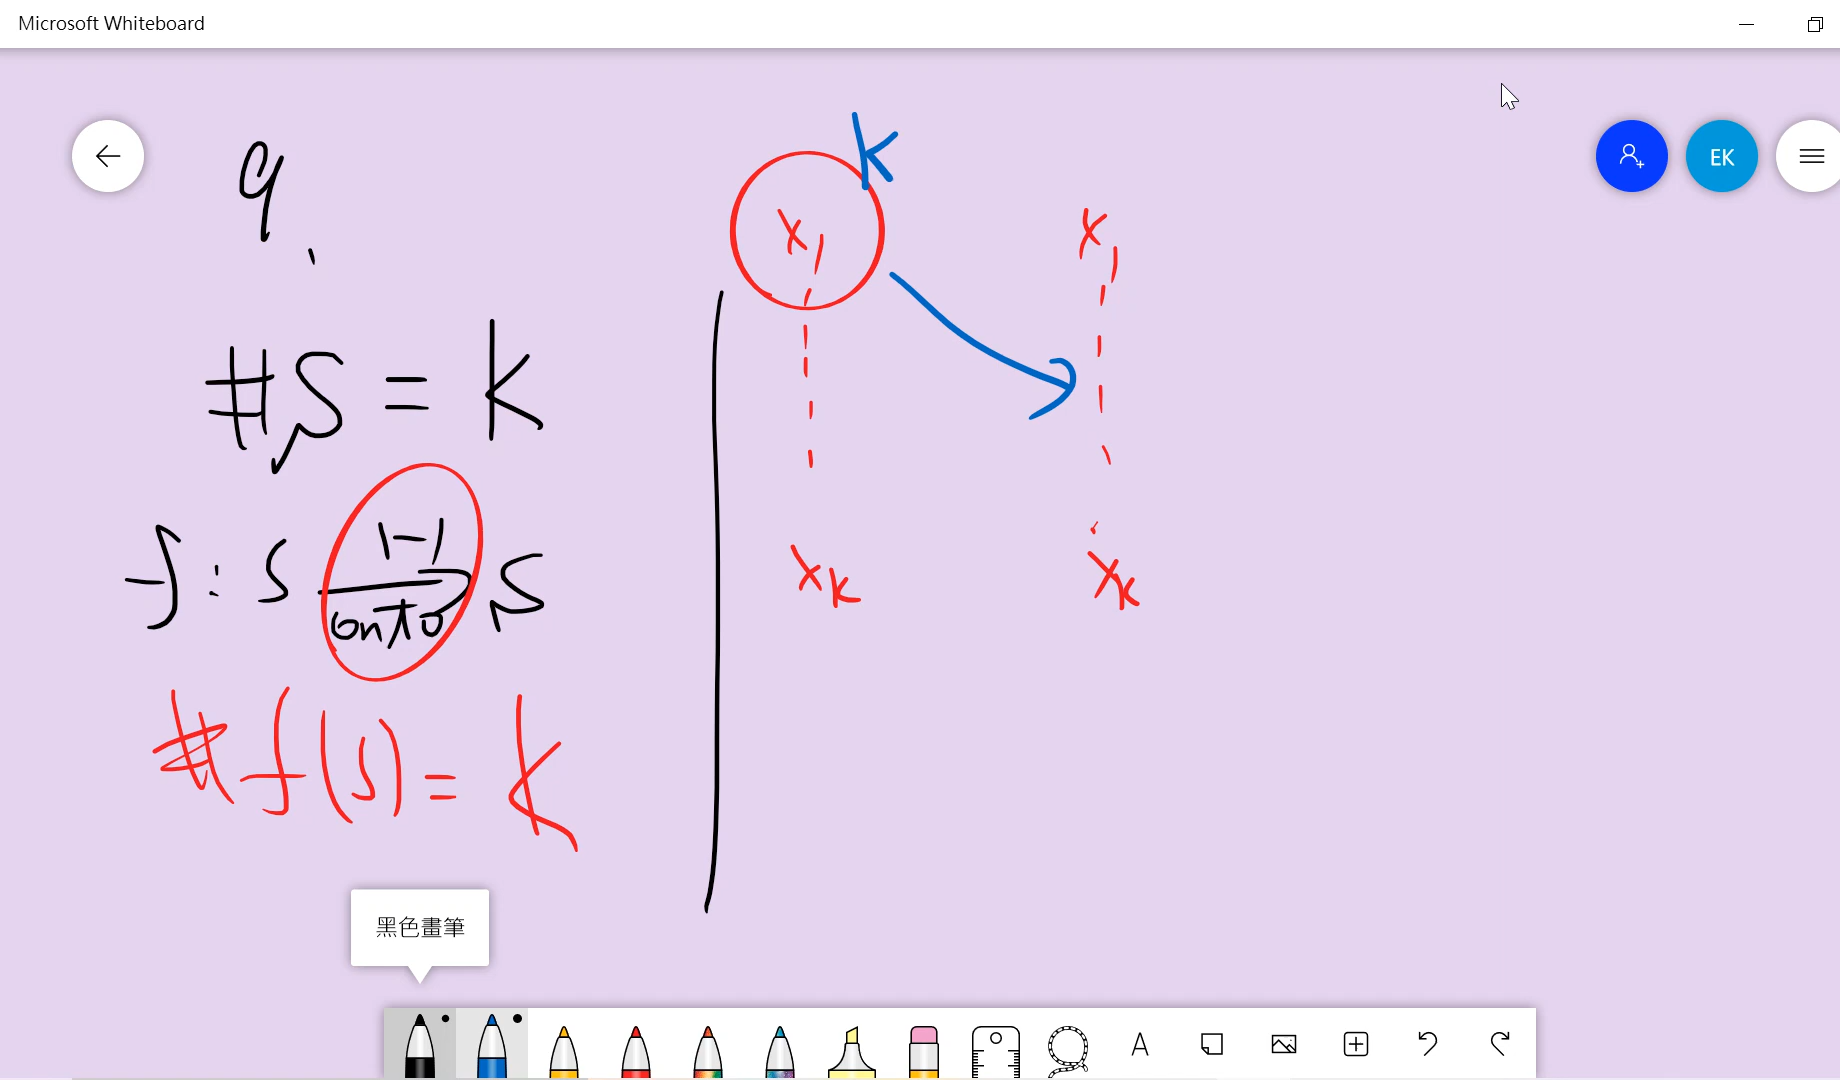 Microsoft Whiteboard
EK
9.
#S = K
f: S 1-1 onto S
#f(S) = K
K
x1 x1
xk xk
黑色畫筆
A